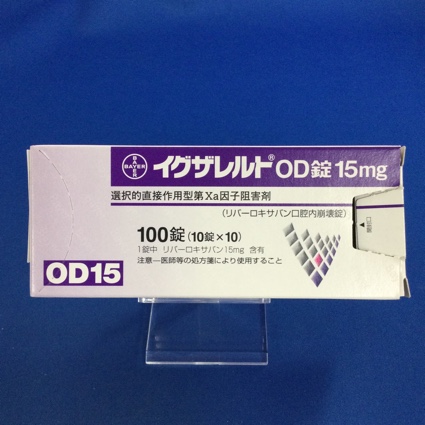 BAYER
BAYER
イグザレルト® OD錠 15mg
選択的直接作用型第Xa因子阻害剤
(リバーロキサバン口腔内崩壊錠)
100錠(10錠×10)
1錠中 リバーロキサバン15mg 含有
注意―医師等の処方箋により使用すること
OD15
開封口